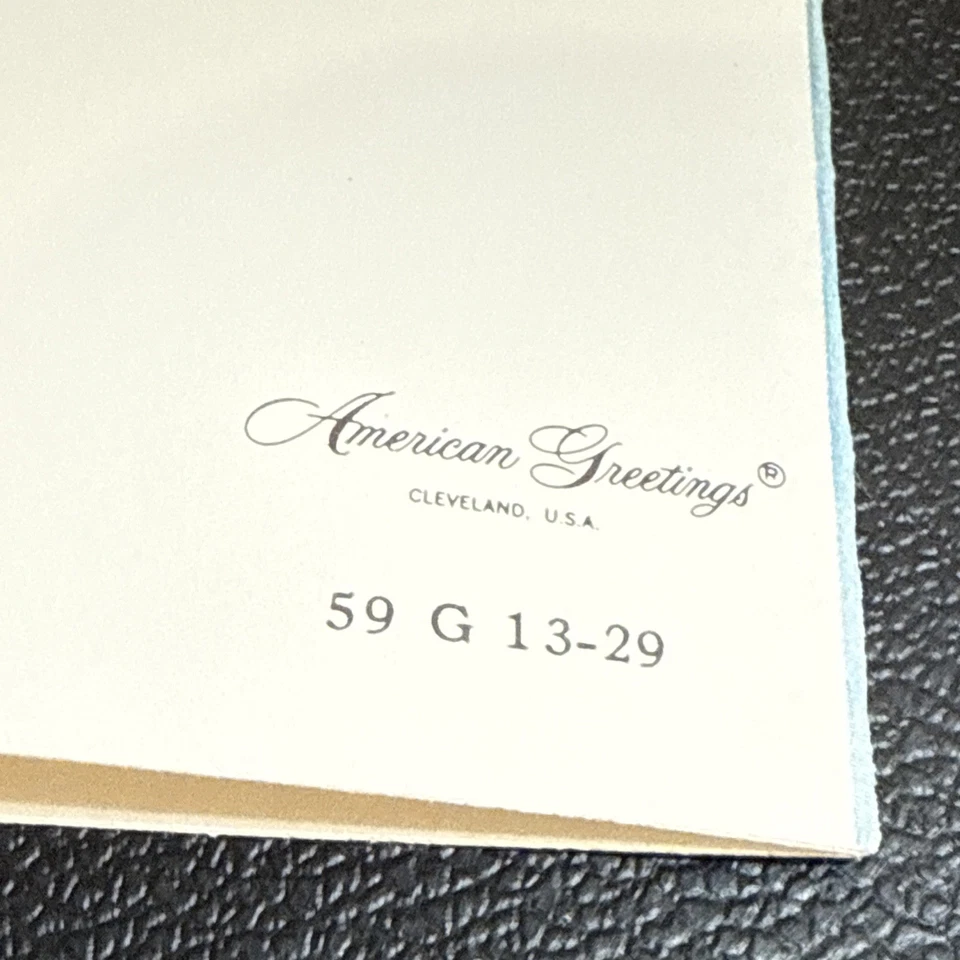 American Greetings®
CLEVELAND, U.S.A.
59 G 13-29